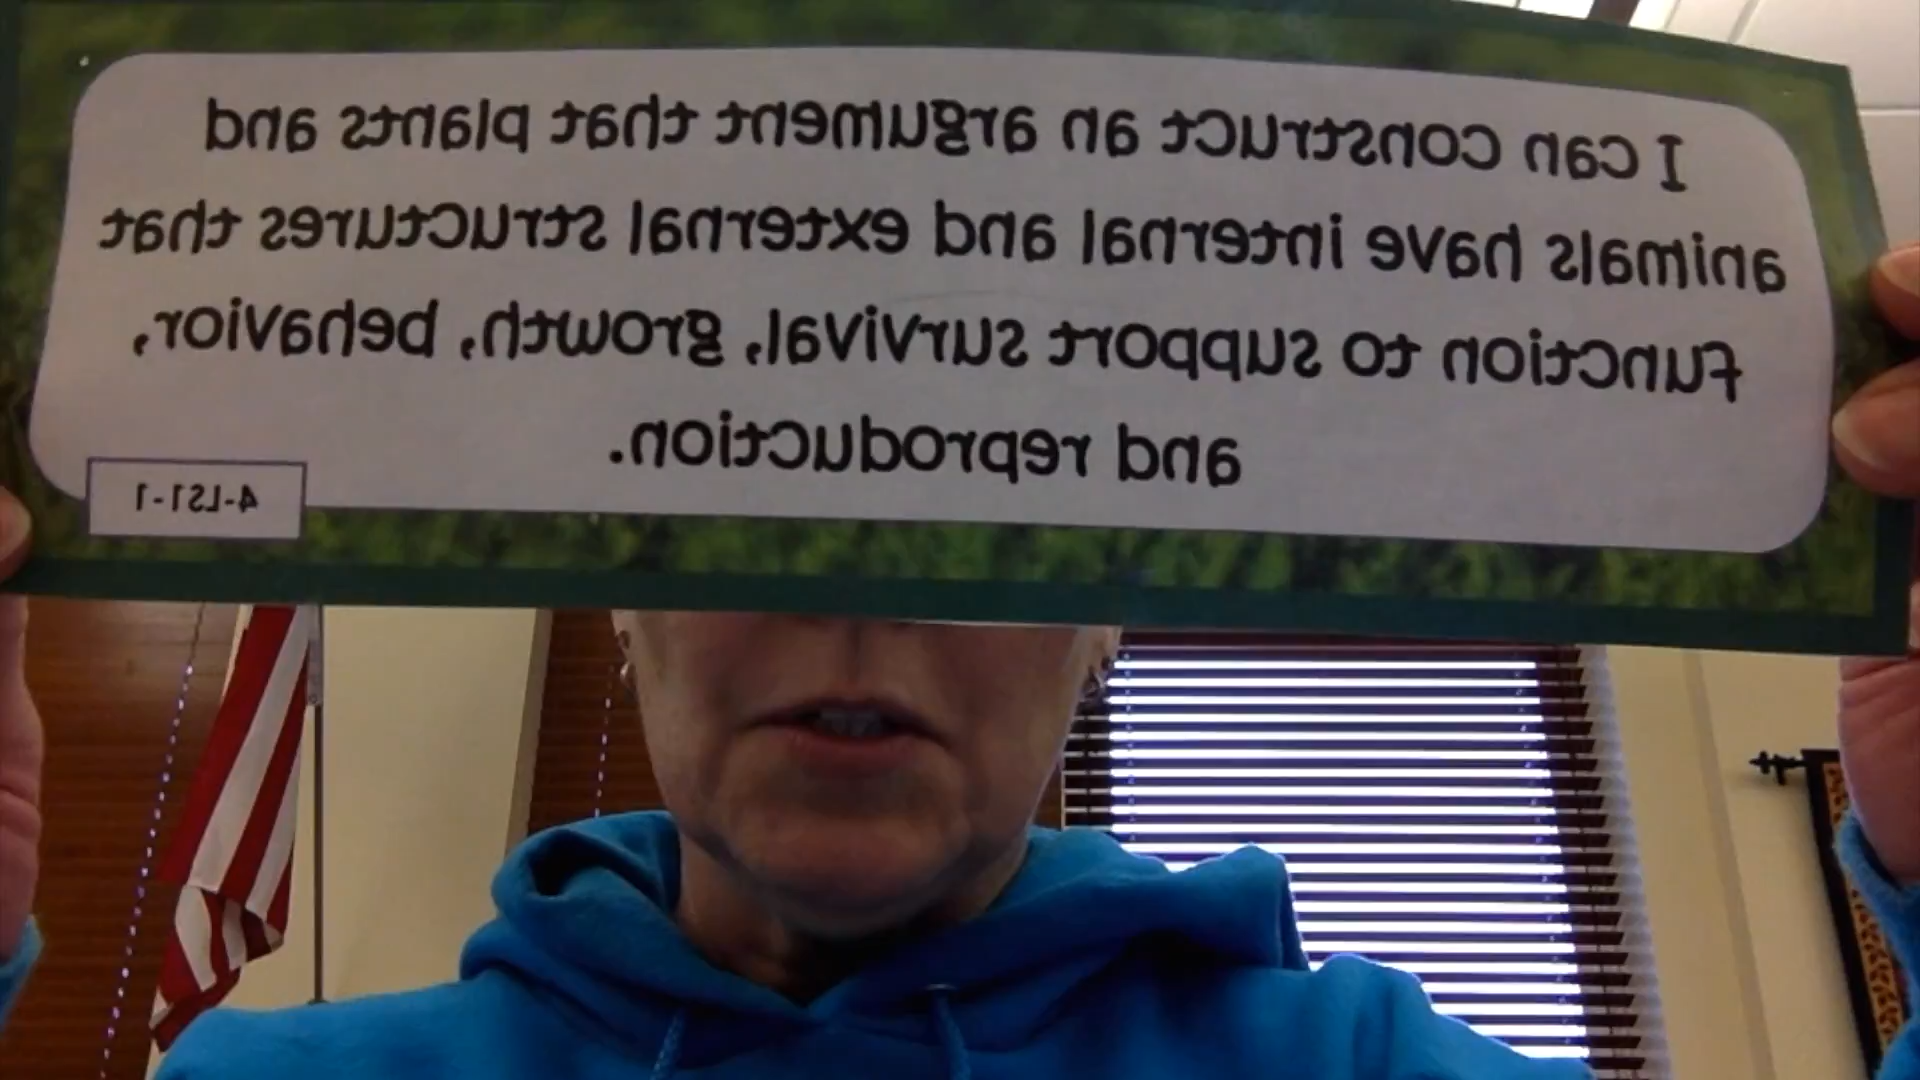 I can construct an argument that plants and
animals have internal and external structures that
function to support survival, growth, behavior,
and reproduction.
4-LS1-1